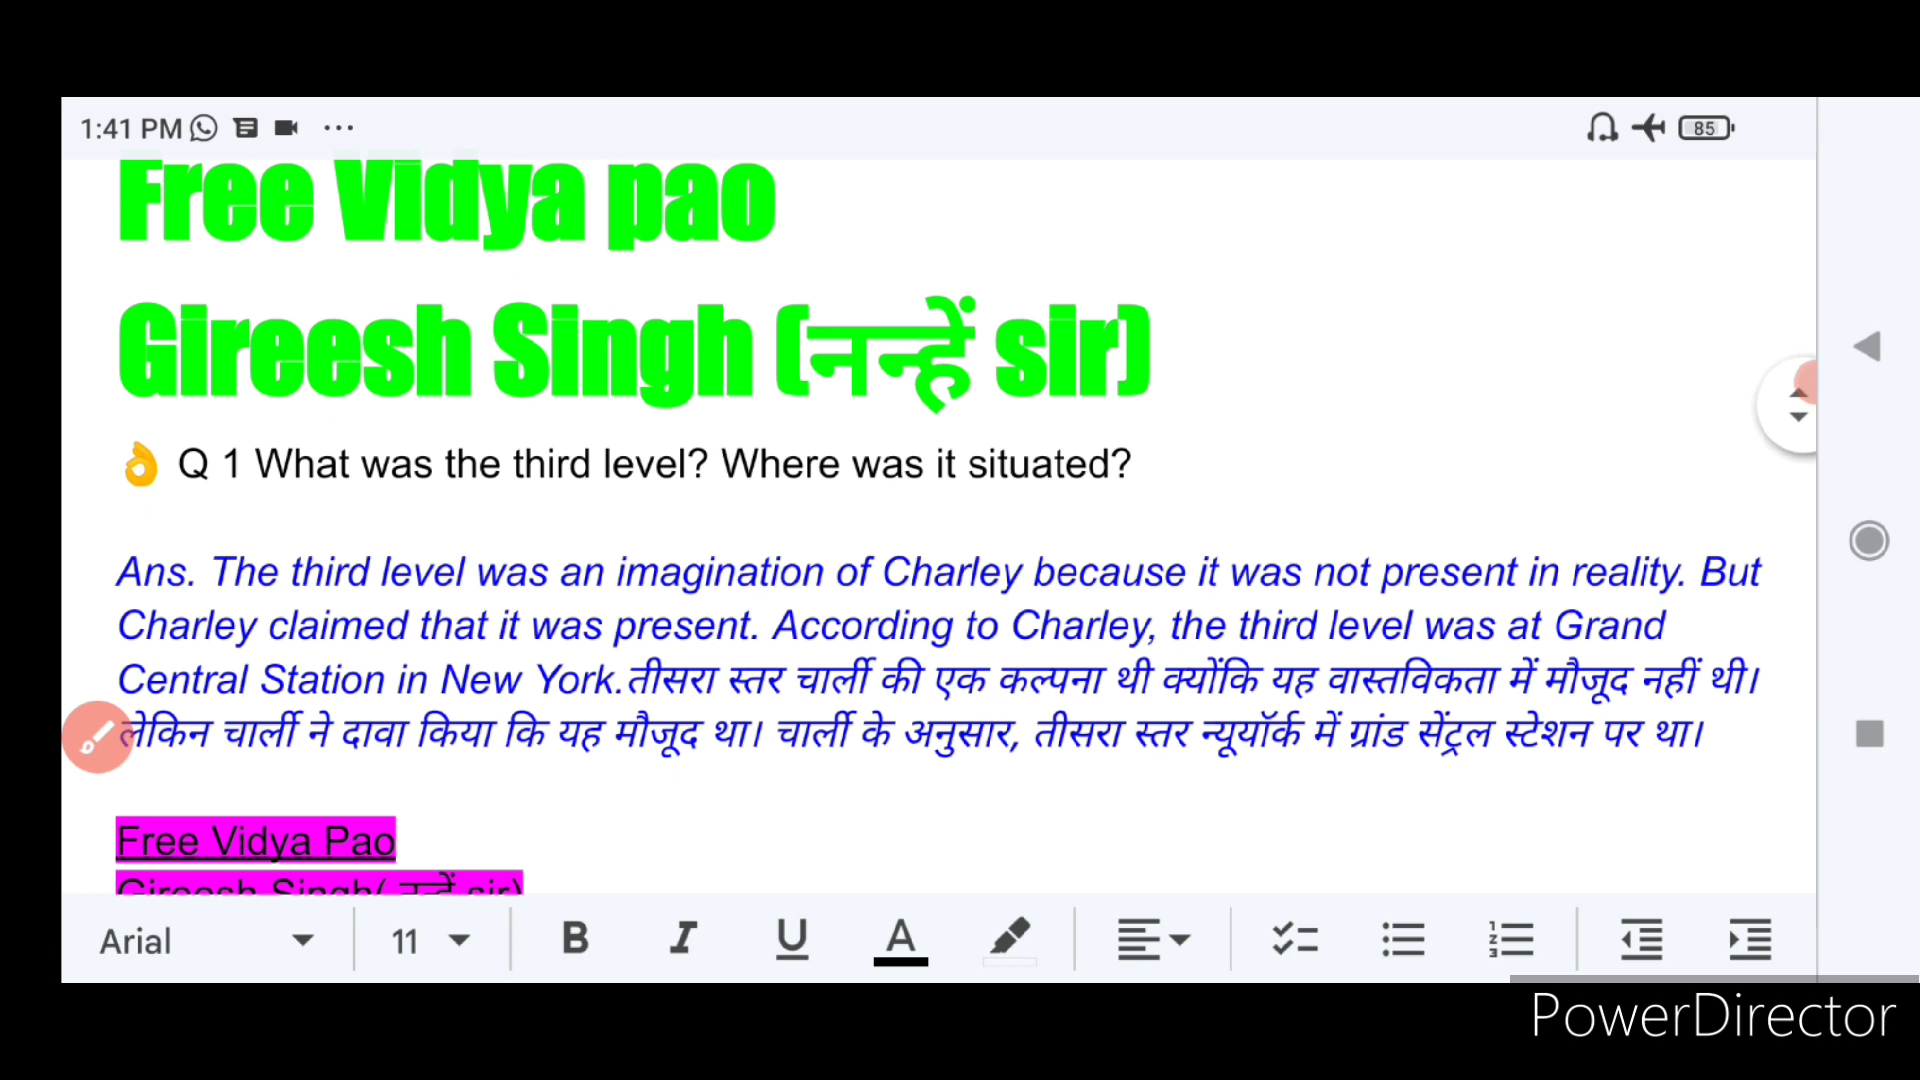 1:41 PM
85
Free Vidya pao
Gireesh Singh (नन्हें sir)
👌 Q 1 What was the third level? Where was it situated?
Ans. The third level was an imagination of Charley because it was not present in reality. But
Charley claimed that it was present. According to Charley, the third level was at Grand
Central Station in New York.तीसरा स्तर चार्ली की एक कल्पना थी क्योंकि यह वास्तविकता में मौजूद नहीं थी।
लेकिन चार्ली ने दावा किया कि यह मौजूद था। चार्ली के अनुसार, तीसरा स्तर न्यूयॉर्क में ग्रांड सेंट्रल स्टेशन पर था।
Free Vidya Pao
Gireesh Singh( नन्हें sir)
Arial 11 B I U A
PowerDirector